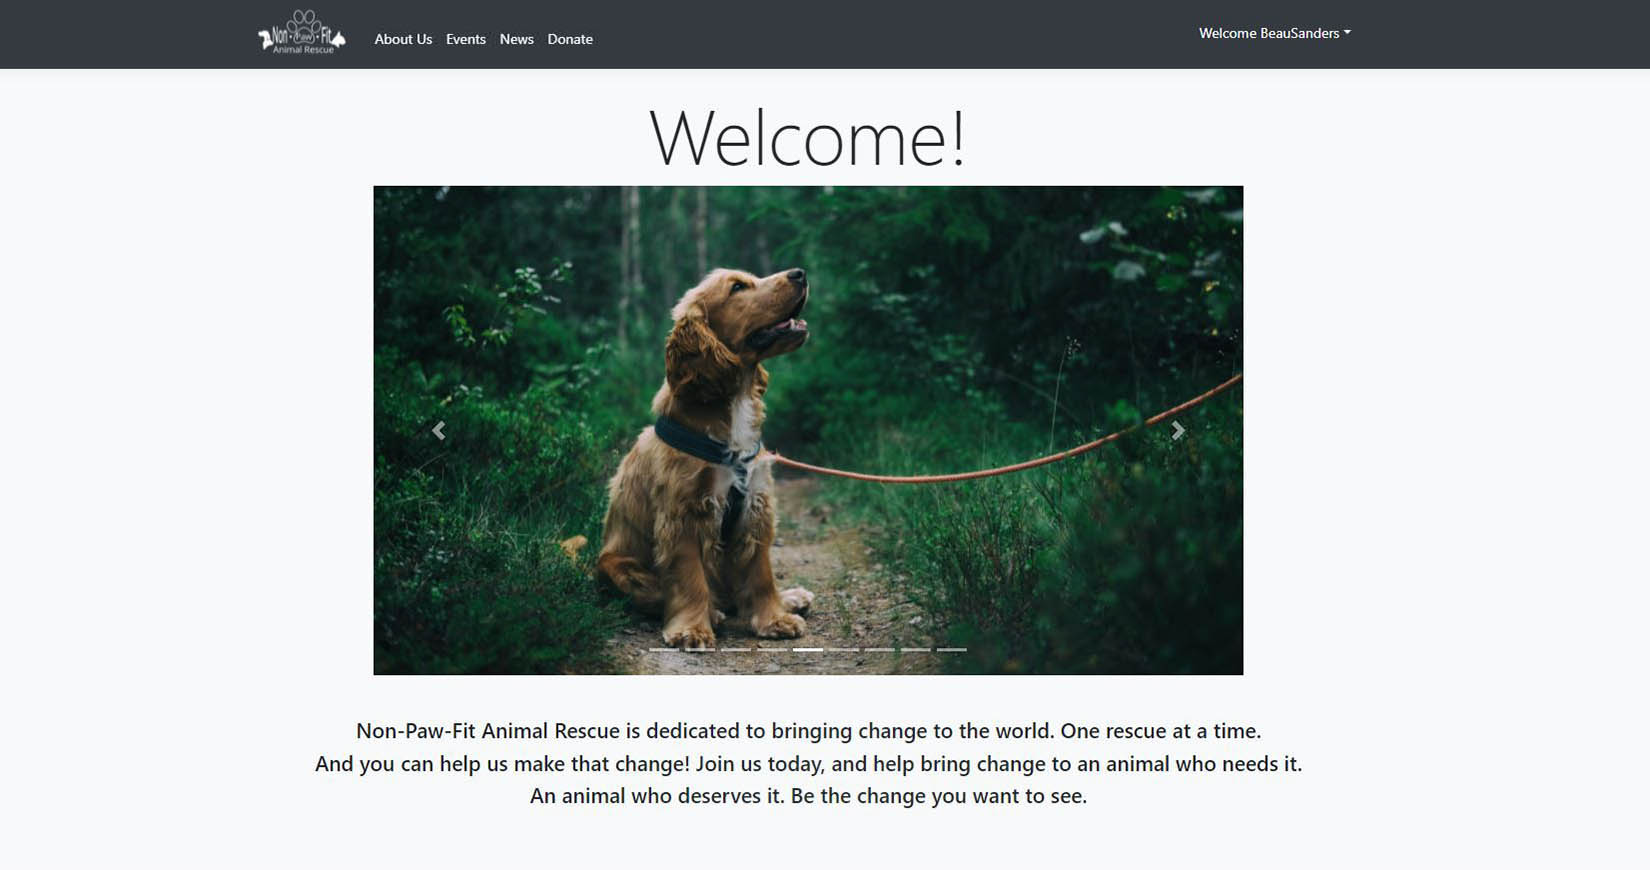 Non Paw Fit
Animal Rescue
About Us Events News Donate
Welcome BeauSanders
Welcome!
Non-Paw-Fit Animal Rescue is dedicated to bringing change to the world. One rescue at a time.
And you can help us make that change! Join us today, and help bring change to an animal who needs it.
An animal who deserves it. Be the change you want to see.